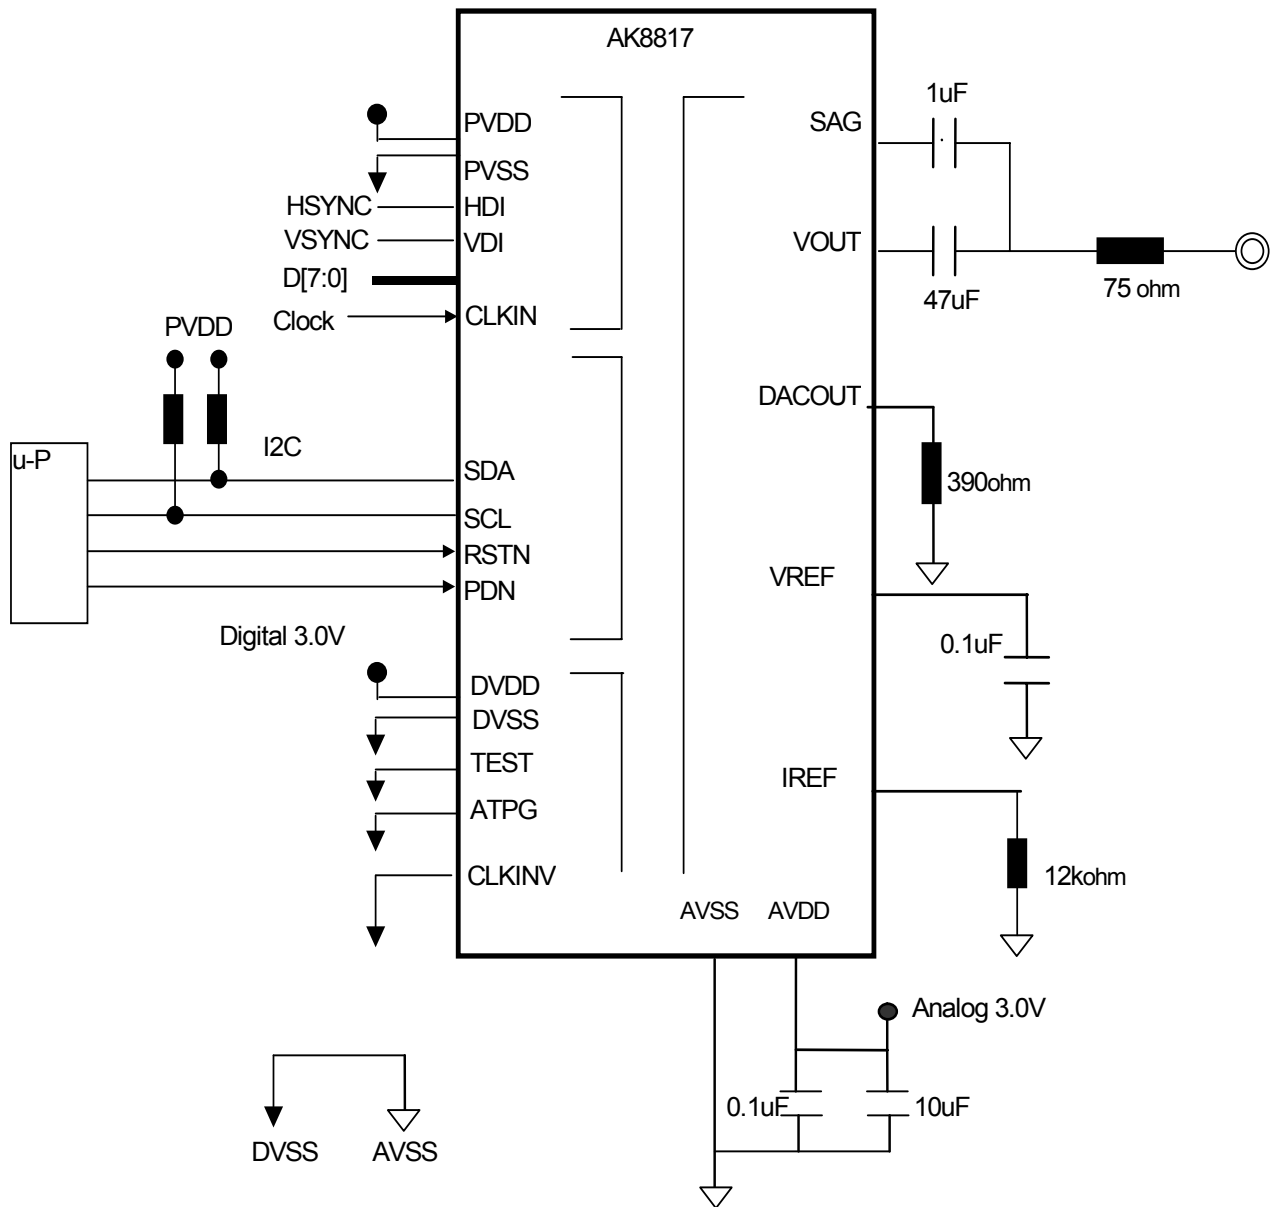 AK8817
1uF
PVDD
SAG
PVSS
HSYNC
HDI
VSYNC
VDI
VOUT
D[7:0]
75 ohm
47uF
Clock
CLKIN
PVDD
DACOUT
I2C
u-P
SDA
390ohm
SCL
RSTN
VREF
PDN
Digital 3.0V
0.1uF
DVDD
DVSS
TEST
IREF
ATPG
CLKINV
12kohm
AVSS
AVDD
Analog 3.0V
0.1uF
10uF
DVSS
AVSS